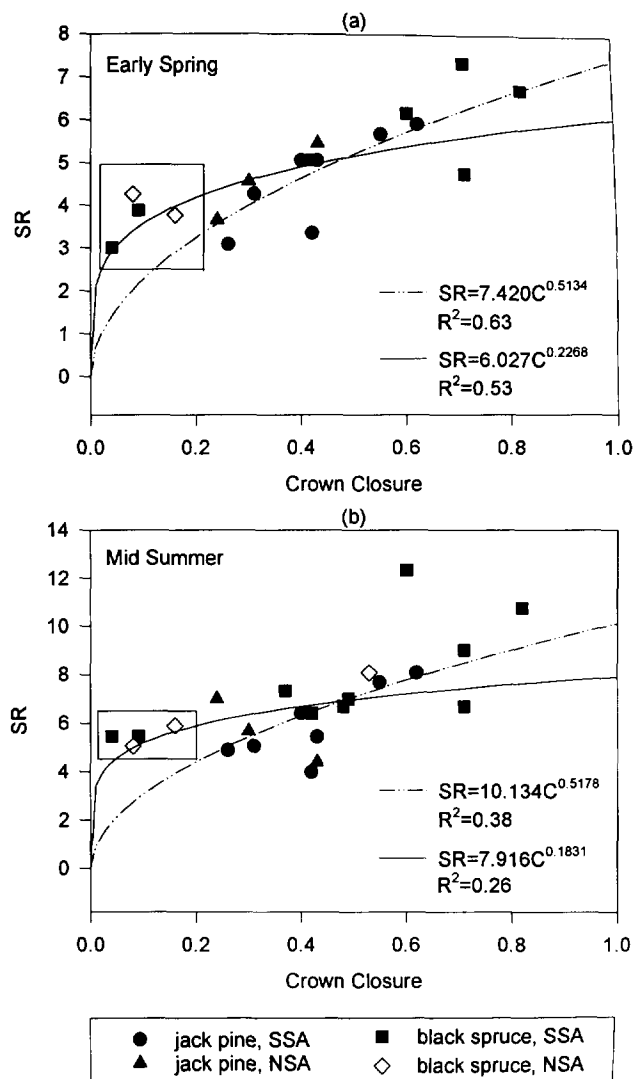 (a)
8
7
6
5
4
3
2
1
0
SR
Early Spring
SR=7.420C^0.5134
R^2=0.63
SR=6.027C^0.2268
R^2=0.53
0.0 0.2 0.4 0.6 0.8 1.0
Crown Closure
(b)
14
12
10
8
6
4
2
0
SR
Mid Summer
SR=10.134C^0.5178
R^2=0.38
SR=7.916C^0.1831
R^2=0.26
0.0 0.2 0.4 0.6 0.8 1.0
Crown Closure
jack pine, SSA black spruce, SSA
jack pine, NSA black spruce, NSA